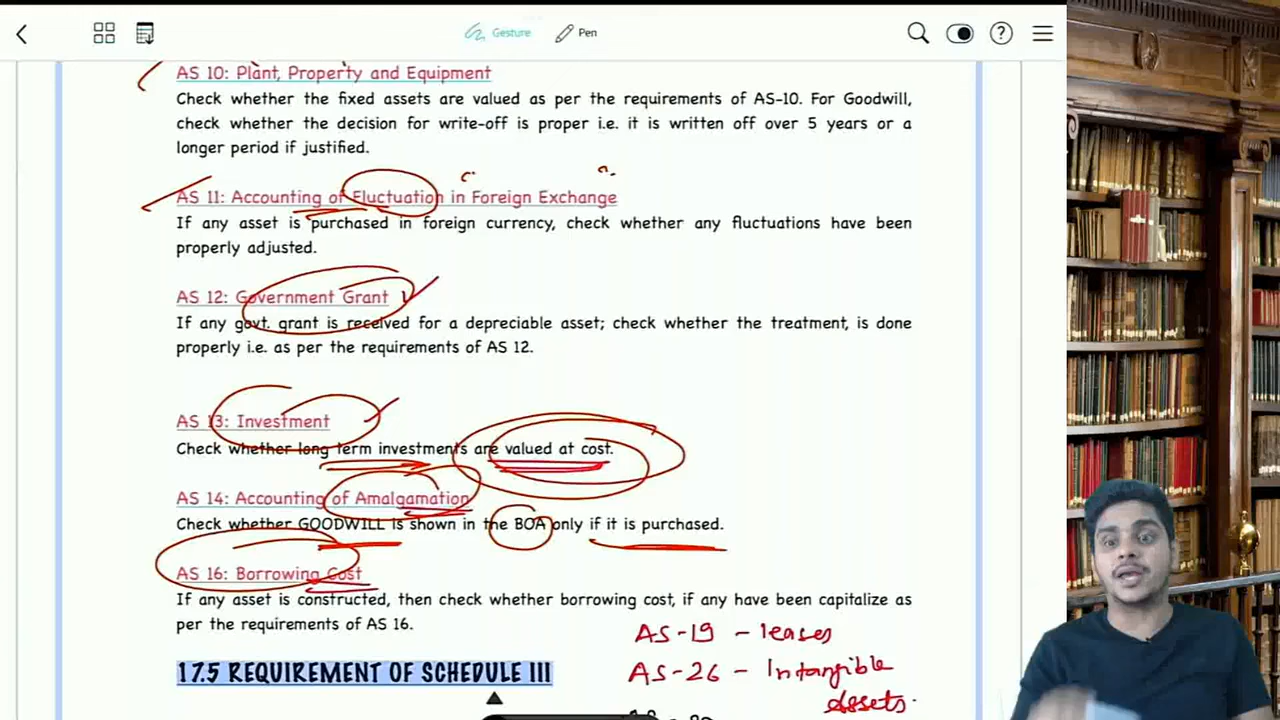 Gesture
Pen
AS 10: Plant, Property and Equipment
Check whether the fixed assets are valued as per the requirements of AS-10. For Goodwill,
check whether the decision for write-off is proper i.e. it is written off over 5 years or a
longer period if justified.
AS 11: Accounting of Fluctuation in Foreign Exchange
If any asset is purchased in foreign currency, check whether any fluctuations have been
properly adjusted.
AS 12: Government Grant
If any govt. grant is received for a depreciable asset; check whether the treatment, is done
properly i.e. as per the requirements of AS 12.
AS 13: Investment
Check whether long term investments are valued at cost.
AS 14: Accounting of Amalgamation
Check whether GOODWILL is shown in the BOA only if it is purchased.
AS 16: Borrowing Cost
If any asset is constructed, then check whether borrowing cost, if any have been capitalize as
per the requirements of AS 16.
AS-19 - leases
AS-26 - Intangible
Assets.
17.5 REQUIREMENT OF SCHEDULE III